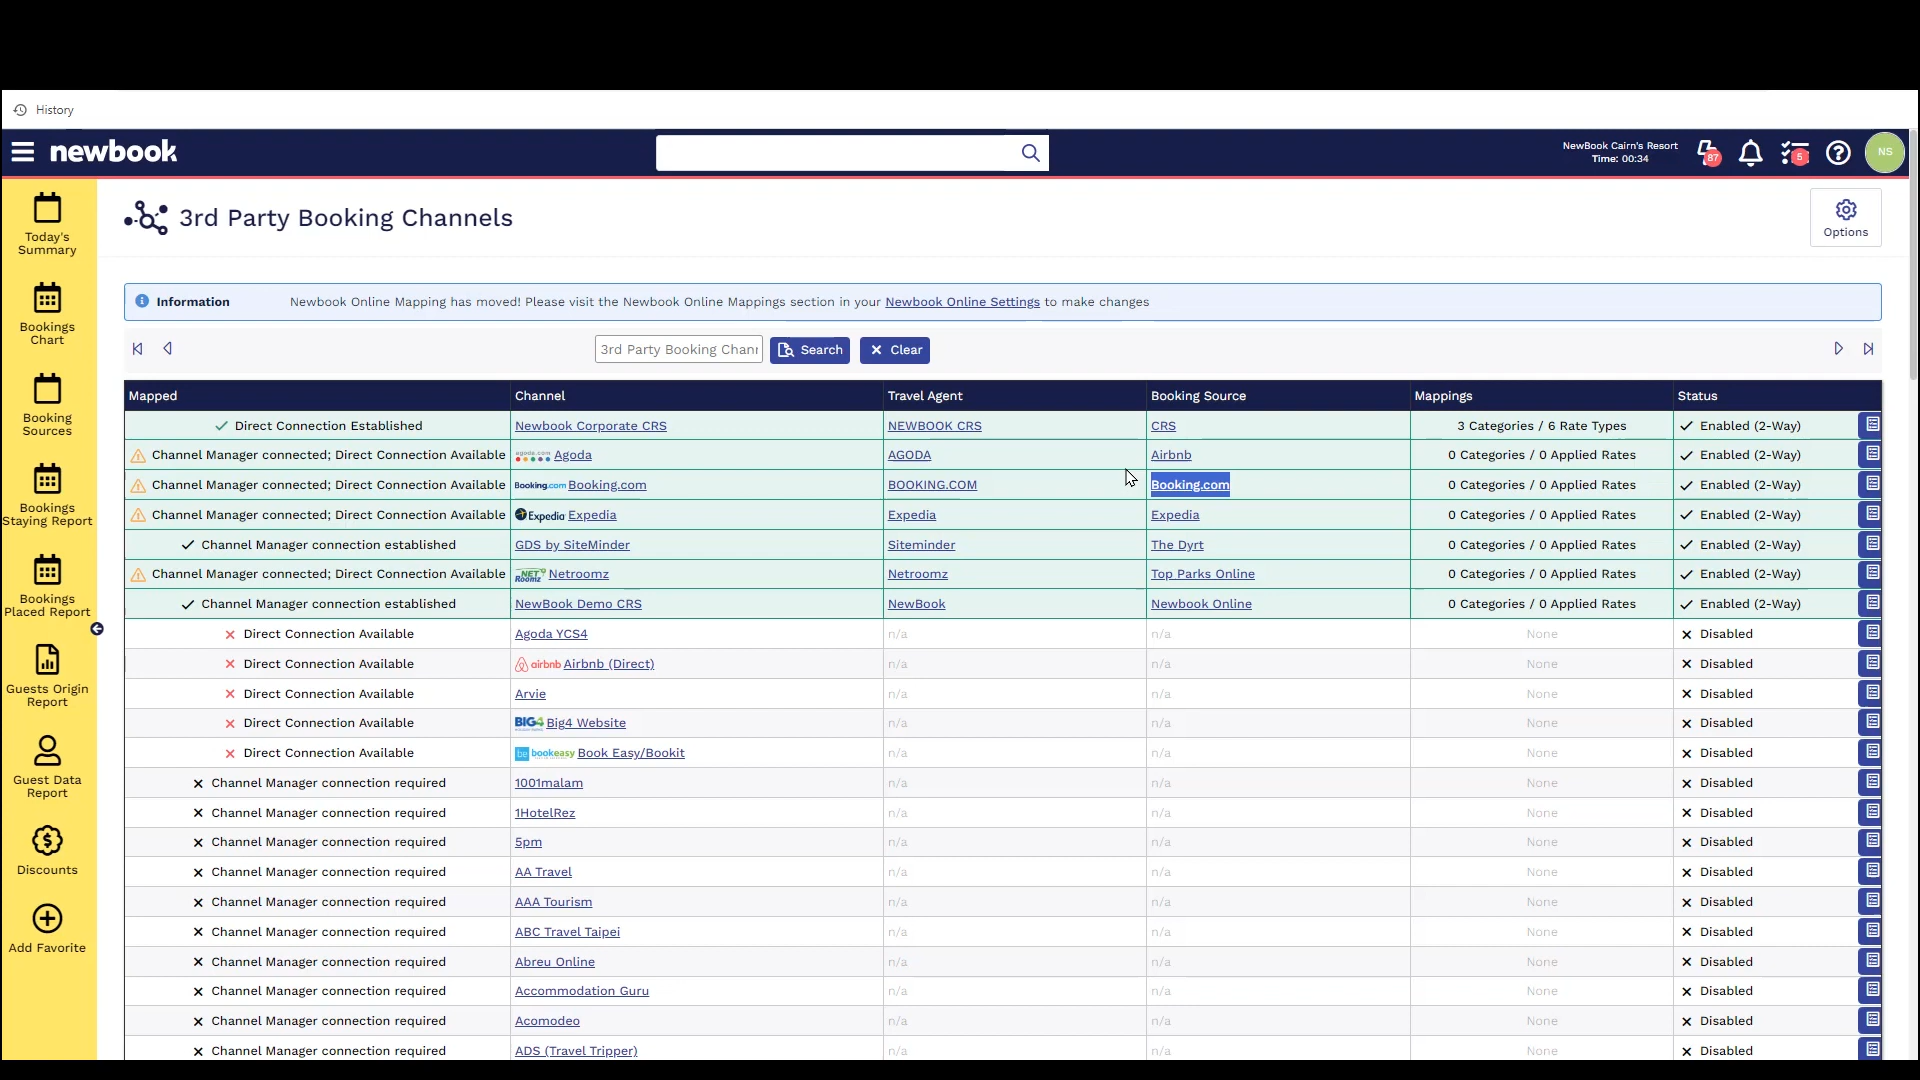 History
newbook
NewBook Cairn's Resort
Time: 00:34
87
5
NS
Today's
Summary
Bookings
Chart
Booking
Sources
Bookings
Staying Report
Bookings
Placed Report
Guests Origin
Report
Guest Data
Report
Discounts
Add Favorite
3rd Party Booking Channels
Options
Information Newbook Online Mapping has moved! Please visit the Newbook Online Mappings section in your Newbook Online Settings to make changes
3rd Party Booking Chann Search Clear
Mapped Channel Travel Agent Booking Source Mappings Status
Direct Connection Established Newbook Corporate CRS NEWBOOK CRS CRS 3 Categories / 6 Rate Types Enabled (2-Way)
Channel Manager connected; Direct Connection Available agoda.com Agoda AGODA Airbnb 0 Categories / 0 Applied Rates Enabled (2-Way)
Channel Manager connected; Direct Connection Available Booking.com Booking.com BOOKING.COM Booking.com 0 Categories / 0 Applied Rates Enabled (2-Way)
Channel Manager connected; Direct Connection Available Expedia Expedia Expedia Expedia 0 Categories / 0 Applied Rates Enabled (2-Way)
Channel Manager connection established GDS by SiteMinder Siteminder The Dyrt 0 Categories / 0 Applied Rates Enabled (2-Way)
Channel Manager connected; Direct Connection Available NET Roomz Netroomz Netroomz Top Parks Online 0 Categories / 0 Applied Rates Enabled (2-Way)
Channel Manager connection established NewBook Demo CRS NewBook Newbook Online 0 Categories / 0 Applied Rates Enabled (2-Way)
Direct Connection Available Agoda YCS4 n/a n/a None Disabled
Direct Connection Available airbnb Airbnb (Direct) n/a n/a None Disabled
Direct Connection Available Arvie n/a n/a None Disabled
Direct Connection Available BIG4 Big4 Website n/a n/a None Disabled
Direct Connection Available be bookeasy Book Easy/Bookit n/a n/a None Disabled
Channel Manager connection required 1001malam n/a n/a None Disabled
Channel Manager connection required 1HotelRez n/a n/a None Disabled
Channel Manager connection required 5pm n/a n/a None Disabled
Channel Manager connection required AA Travel n/a n/a None Disabled
Channel Manager connection required AAA Tourism n/a n/a None Disabled
Channel Manager connection required ABC Travel Taipei n/a n/a None Disabled
Channel Manager connection required Abreu Online n/a n/a None Disabled
Channel Manager connection required Accommodation Guru n/a n/a None Disabled
Channel Manager connection required Acomodeo n/a n/a None Disabled
Channel Manager connection required ADS (Travel Tripper) n/a n/a None Disabled